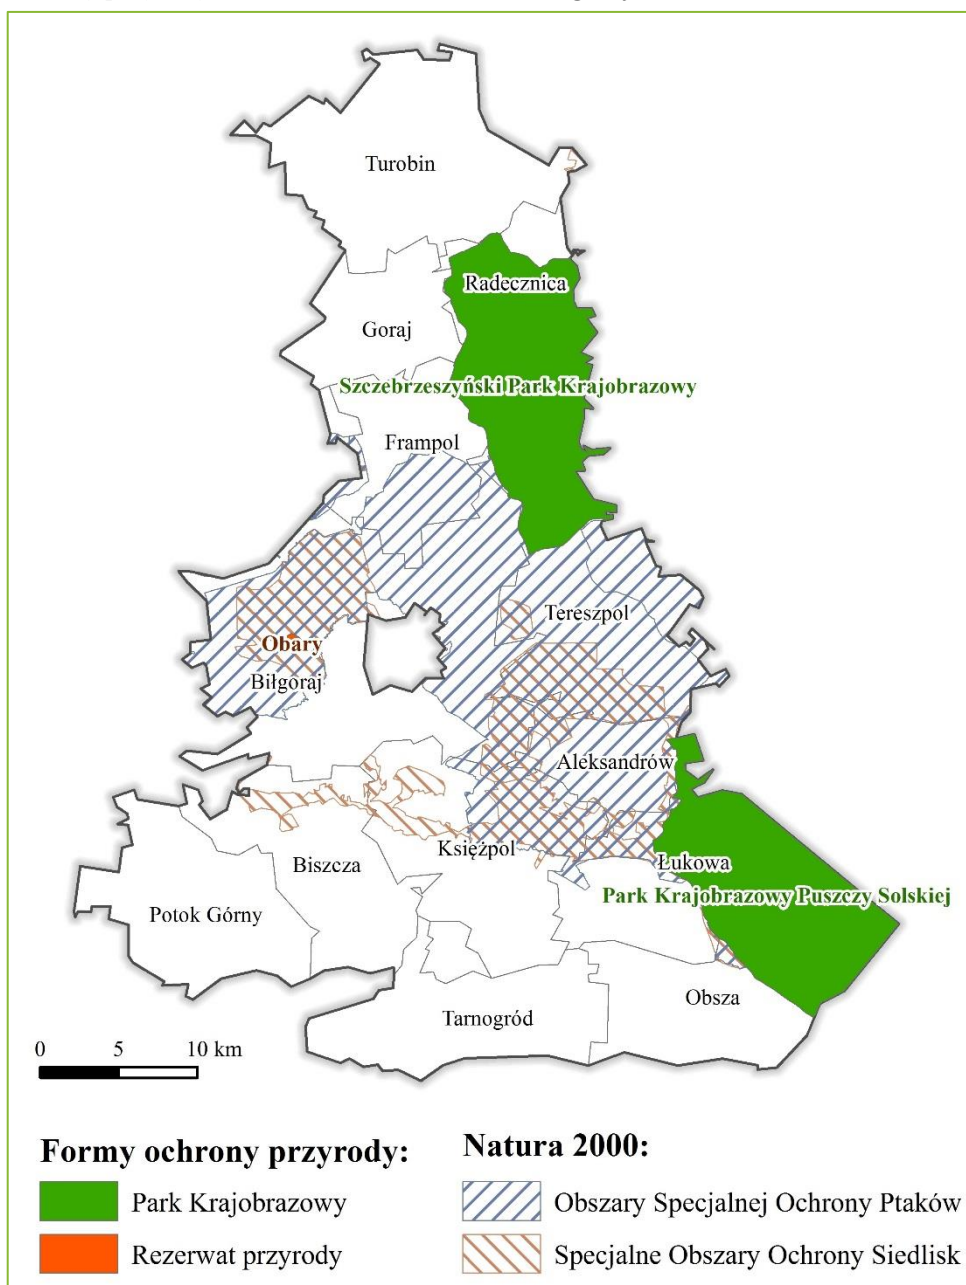 Turobin
Radecznica
Goraj
Szczebrzeszyński Park Krajobrazowy
Frampol
Tereszpol
Obary
Biłgoraj
Aleksandrów
Księżpol
Łukowa
Biszcza
Park Krajobrazowy Puszczy Solskiej
Potok Górny
Obsza
Tarnogród
0 5 10 km
Formy ochrony przyrody:
Park Krajobrazowy
Rezerwat przyrody
Natura 2000:
Obszary Specjalnej Ochrony Ptaków
Specjalne Obszary Ochrony Siedlisk